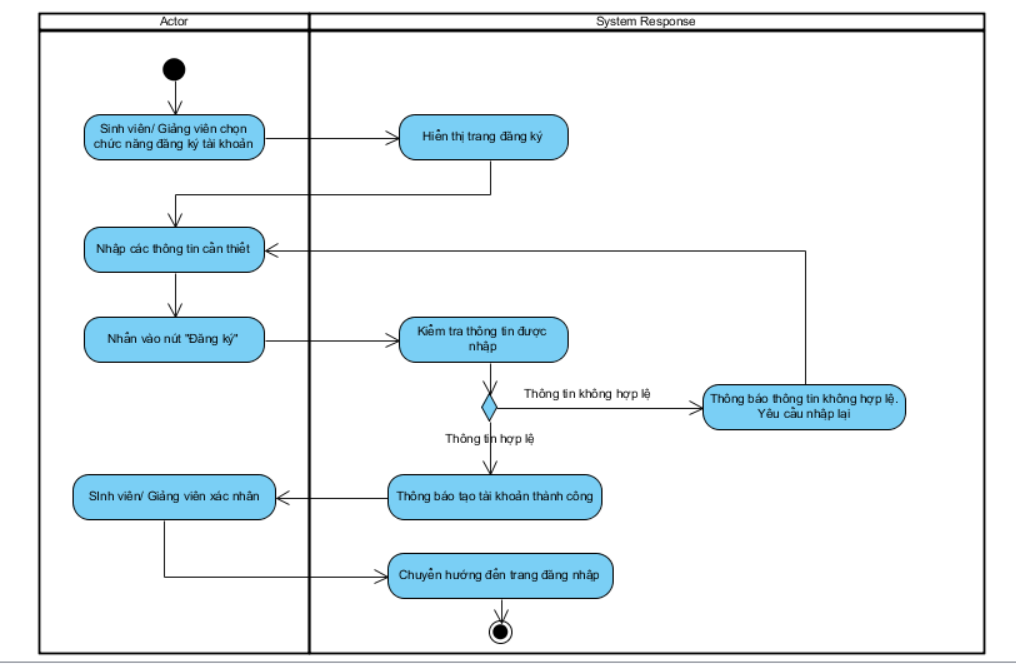 Actor
System Response
Sinh viên/ Giảng viên chọn
chức năng đăng ký tài khoản
Hiển thị trang đăng ký
Nhập các thông tin cần thiết
Nhấn vào nút "Đăng ký"
Kiểm tra thông tin được
nhập
Thông tin không hợp lệ
Thông báo thông tin không hợp lệ.
Yêu cầu nhập lại
Thông tin hợp lệ
SInh viên/ Giảng viên xác nhân
Thông báo tạo tài khoản thành công
Chuyển hướng đến trang đăng nhập